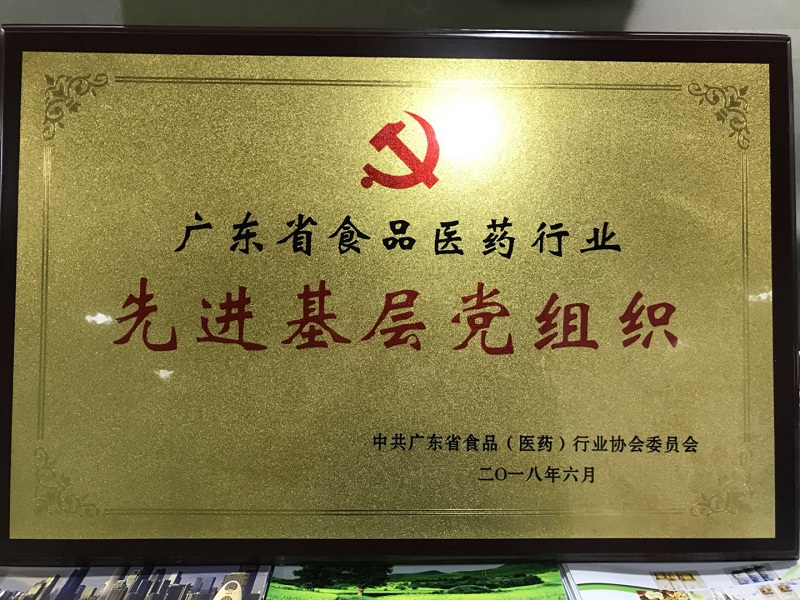 广东省食品医药行业
先进基层党组织
中共广东省食品（医药）行业协会委员会
二〇一八年六月